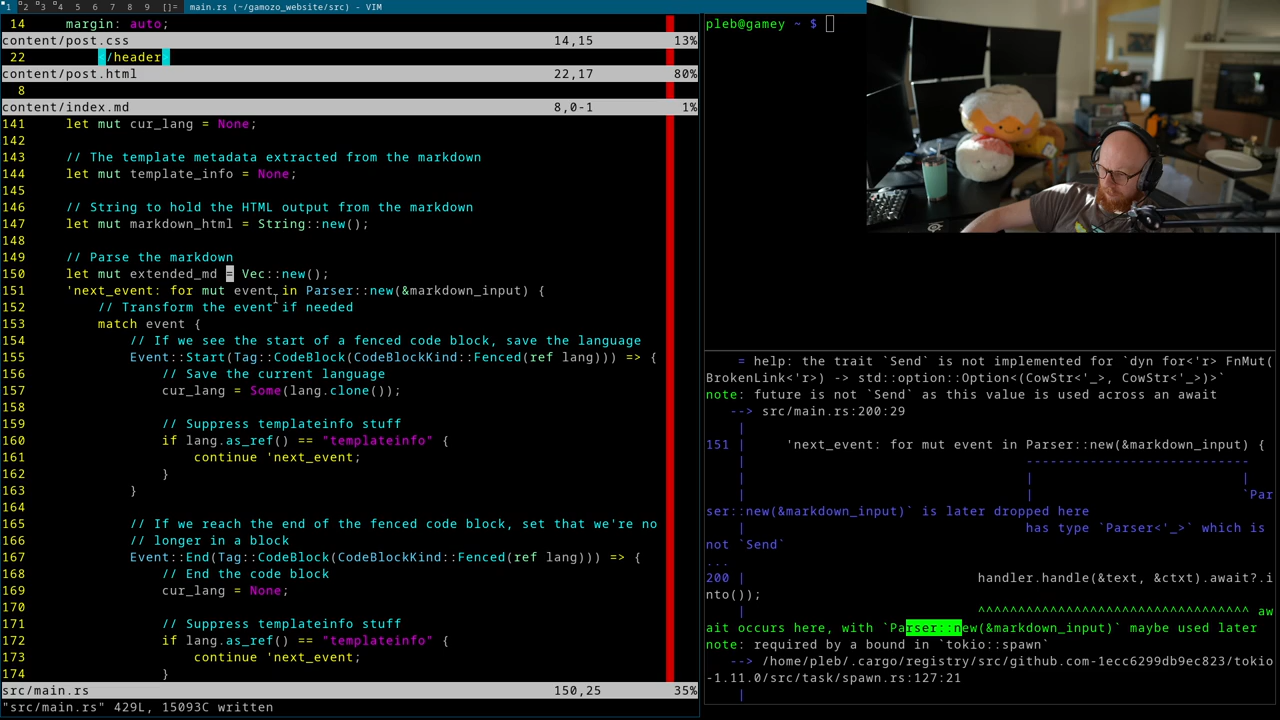 1 2 3 4 5 6 7 8 9 []= main.rs (~/gamozo_website/src) - VIM
14 margin: auto;
content/post.css 14,15 13%
22 </header>
content/post.html 22,17 80%
8
content/index.md 8,0-1 1%
141 let mut cur_lang = None;
142
143 // The template metadata extracted from the markdown
144 let mut template_info = None;
145
146 // String to hold the HTML output from the markdown
147 let mut markdown_html = String::new();
148
149 // Parse the markdown
150 let mut extended_md = Vec::new();
151 'next_event: for mut event in Parser::new(&markdown_input) {
152 // Transform the event if needed
153 match event {
154 // If we see the start of a fenced code block, save the language
155 Event::Start(Tag::CodeBlock(CodeBlockKind::Fenced(ref lang))) => {
156 // Save the current language
157 cur_lang = Some(lang.clone());
158
159 // Suppress templateinfo stuff
160 if lang.as_ref() == "templateinfo" {
161 continue 'next_event;
162 }
163 }
164
165 // If we reach the end of the fenced code block, set that we're no
166 // longer in a block
167 Event::End(Tag::CodeBlock(CodeBlockKind::Fenced(ref lang))) => {
168 // End the code block
169 cur_lang = None;
170
171 // Suppress templateinfo stuff
172 if lang.as_ref() == "templateinfo" {
173 continue 'next_event;
174 }
src/main.rs 150,25 35%
"src/main.rs" 429L, 15093C written
pleb@gamey ~ $
= help: the trait `Send` is not implemented for `dyn for<'r> FnMut(
BrokenLink<'r>) -> std::option::Option<(CowStr<'_>, CowStr<'_>)>`
note: future is not `Send` as this value is used across an await
--> src/main.rs:200:29
|
151 | 'next_event: for mut event in Parser::new(&markdown_input) {
| ----------------------------
| | |
| | `Par
ser::new(&markdown_input)` is later dropped here
| has type `Parser<'_>` which is
not `Send`
...
200 | handler.handle(&text, &ctxt).await?.i
nto());
| ^^^^^^^^^^^^^^^^^^^^^^^^^^^^^^^^^^ aw
ait occurs here, with `Parser::new(&markdown_input)` maybe used later
note: required by a bound in `tokio::spawn`
--> /home/pleb/.cargo/registry/src/github.com-1ecc6299db9ec823/tokio
-1.11.0/src/task/spawn.rs:127:21
|